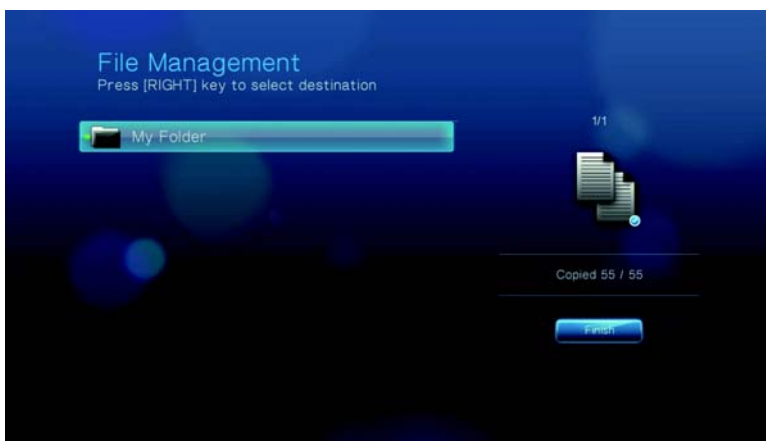 File Management
Press [RIGHT] key to select destination
My Folder
1/1
Copied 55 / 55
Finish